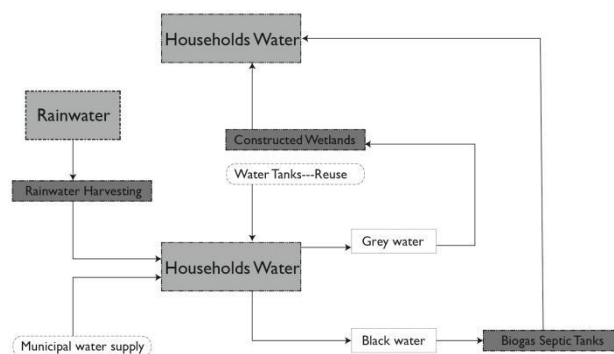 Households Water
Rainwater
Constructed Wetlands
Water Tanks---Reuse
Rainwater Harvesting
Grey water
Households Water
Municipal water supply
Black water
Biogas Septic Tanks